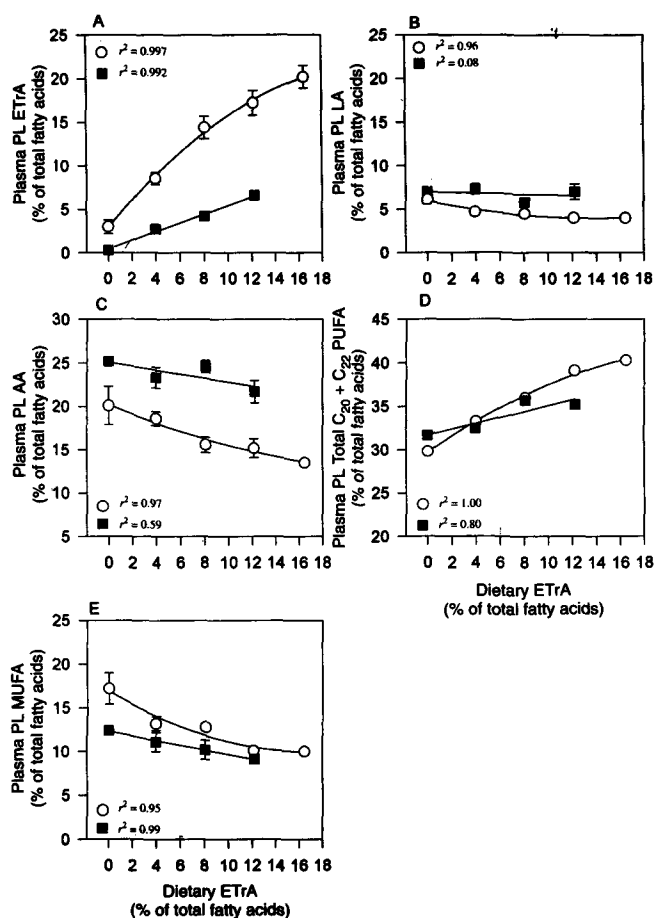 A
r² = 0.997
r² = 0.992
Plasma PL ETrA
(% of total fatty acids)
25
20
15
10
5
0
0 2 4 6 8 10 12 14 16 18
B
r² = 0.96
r² = 0.08
Plasma PL LA
(% of total fatty acids)
25
20
15
10
5
0
0 2 4 6 8 10 12 14 16 18
C
Plasma PL AA
(% of total fatty acids)
30
25
20
15
10
5
r² = 0.97
r² = 0.59
0 2 4 6 8 10 12 14 16 18
D
Plasma PL Total C₂₀ + C₂₂ PUFA
(% of total fatty acids)
45
40
35
30
25
20
r² = 1.00
r² = 0.80
0 2 4 6 8 10 12 14 16 18
Dietary ETrA
(% of total fatty acids)
E
Plasma PL MUFA
(% of total fatty acids)
25
20
15
10
5
0
r² = 0.95
r² = 0.99
0 2 4 6 8 10 12 14 16 18
Dietary ETrA
(% of total fatty acids)